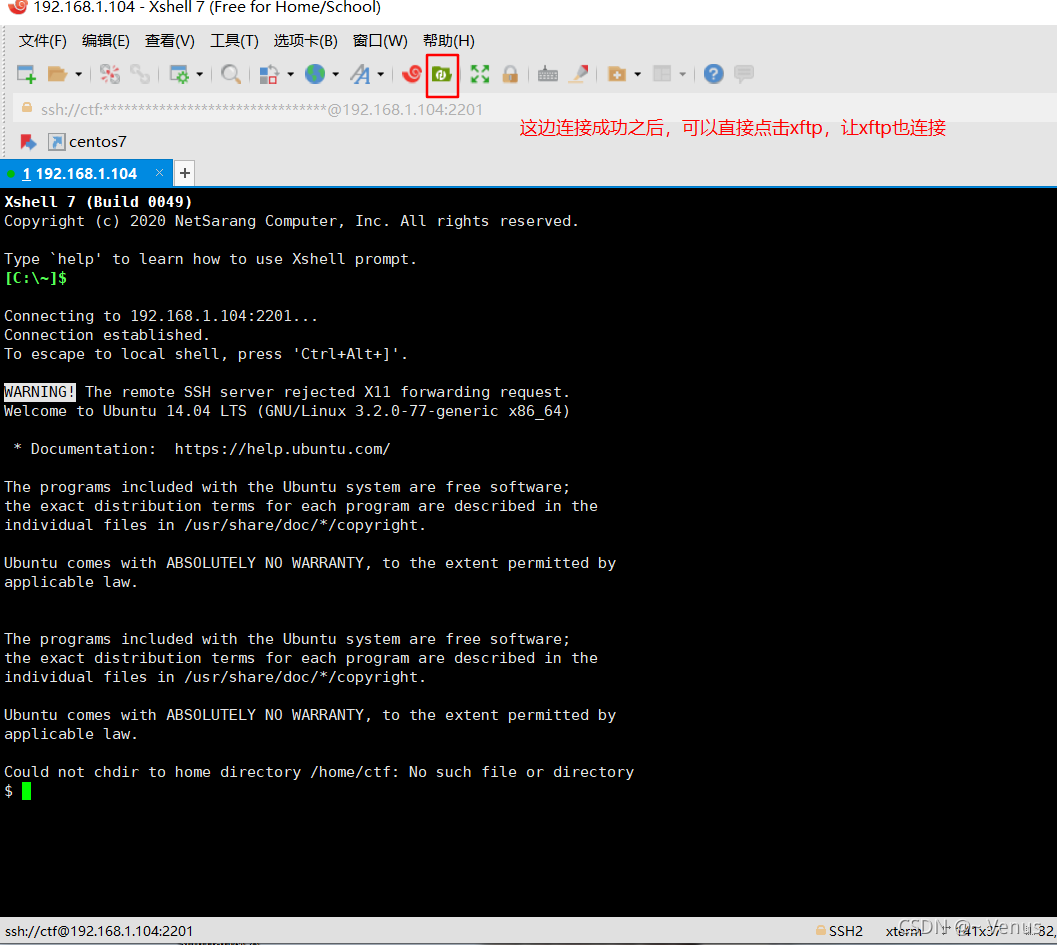 192.168.1.104 - Xshell 7 (Free for Home/School)
文件(F) 编辑(E) 查看(V) 工具(T) 选项卡(B) 窗口(W) 帮助(H)
ssh://ctf:********************************@192.168.1.104:2201
这边连接成功之后，可以直接点击xftp，让xftp也连接
centos7
1 192.168.1.104 × +
Xshell 7 (Build 0049)
Copyright (c) 2020 NetSarang Computer, Inc. All rights reserved.
Type `help' to learn how to use Xshell prompt.
[C:\~]$
Connecting to 192.168.1.104:2201...
Connection established.
To escape to local shell, press 'Ctrl+Alt+]'.
WARNING! The remote SSH server rejected X11 forwarding request.
Welcome to Ubuntu 14.04 LTS (GNU/Linux 3.2.0-77-generic x86_64)
* Documentation:  https://help.ubuntu.com/
The programs included with the Ubuntu system are free software;
the exact distribution terms for each program are described in the
individual files in /usr/share/doc/*/copyright.
Ubuntu comes with ABSOLUTELY NO WARRANTY, to the extent permitted by
applicable law.
The programs included with the Ubuntu system are free software;
the exact distribution terms for each program are described in the
individual files in /usr/share/doc/*/copyright.
Ubuntu comes with ABSOLUTELY NO WARRANTY, to the extent permitted by
applicable law.
Could not chdir to home directory /home/ctf: No such file or directory
$
ssh://ctf@192.168.1.104:2201 SSH2 xterm 141x37 32,
CSDN @